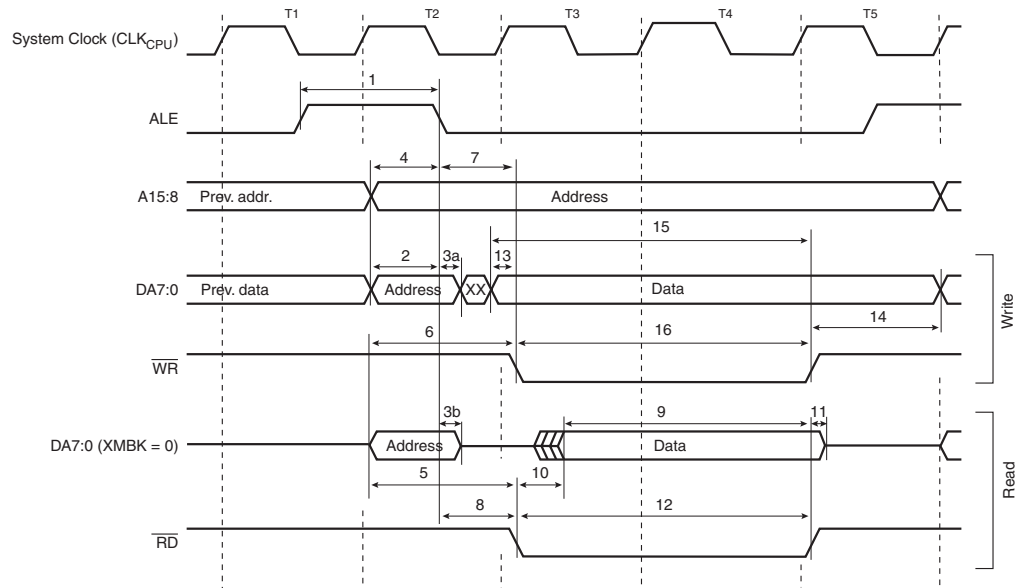 T1 T2 T3 T4 T5
System Clock (CLKCPU)
1
ALE
4 7
A15:8 Prev. addr. Address
15
2 3a 13
DA7:0 Prev. data Address XX Data
14
6 16
WR
Write
3b 9 11
DA7:0 (XMBK = 0) Address Data
5 10
8 12
RD
Read